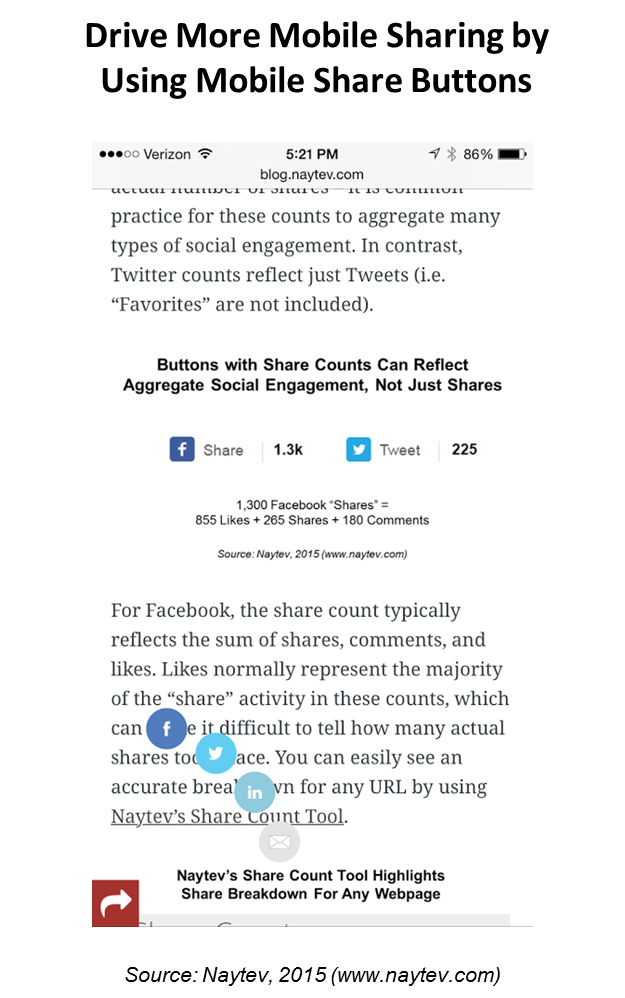 Drive More Mobile Sharing by
Using Mobile Share Buttons
Verizon 5:21 PM 86%
blog.naytev.com
actual number of shares – it is common
practice for these counts to aggregate many
types of social engagement. In contrast,
Twitter counts reflect just Tweets (i.e.
“Favorites” are not included).
Buttons with Share Counts Can Reflect
Aggregate Social Engagement, Not Just Shares
f Share 1.3k Tweet 225
1,300 Facebook “Shares” =
855 Likes + 265 Shares + 180 Comments
Source: Naytev, 2015 (www.naytev.com)
For Facebook, the share count typically
reflects the sum of shares, comments, and
likes. Likes normally represent the majority
of the “share” activity in these counts, which
can f e it difficult to tell how many actual
shares too ace. You can easily see an
accurate brea in wn for any URL by using
Naytev’s Share Count Tool.
Naytev’s Share Count Tool Highlights
Share Breakdown For Any Webpage
Source: Naytev, 2015 (www.naytev.com)